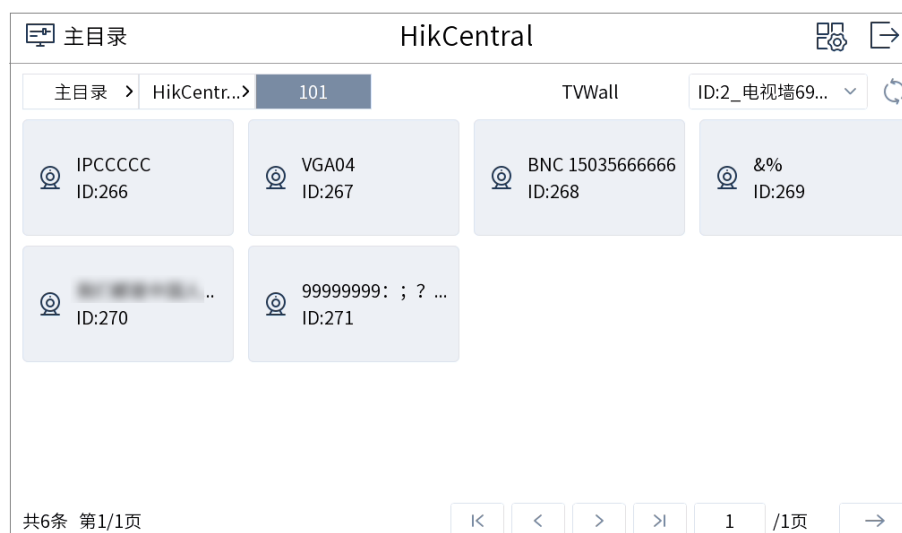 主目录
HikCentral
主目录 > HikCentr...> 101
TVWall
ID:2_电视墙69...
IPCCCCC
ID:266
VGA04
ID:267
BNC 15035666666
ID:268
&%
ID:269
..
ID:270
99999999：；？...
ID:271
共6条 第1/1页
1 /1页